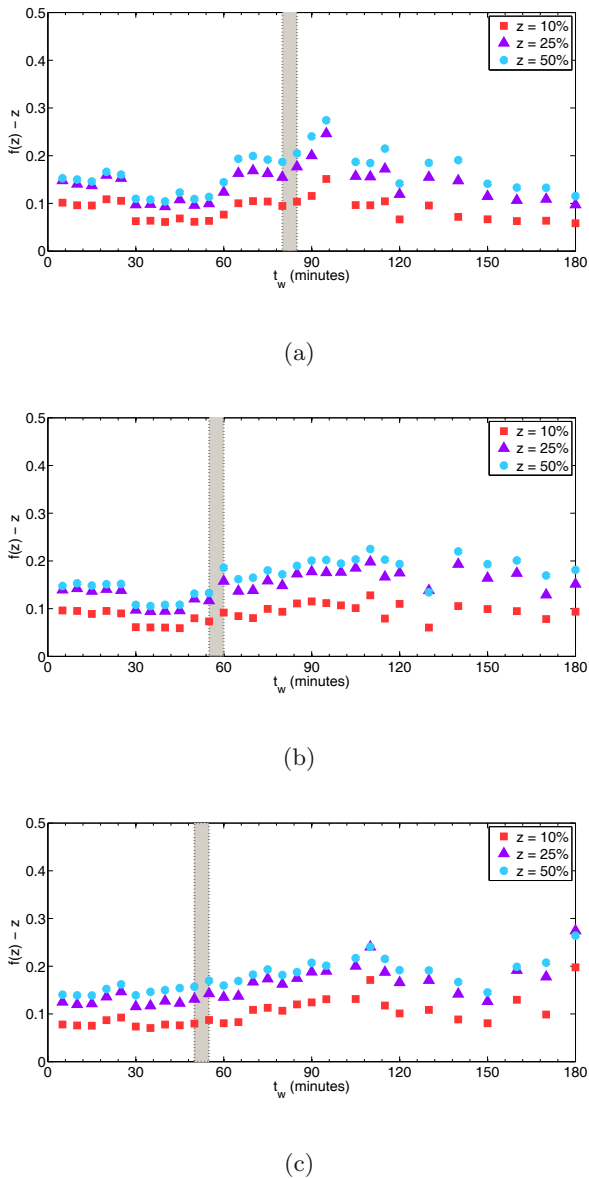 0.5
0.4
0.3
0.2
0.1
0
f(z) − z
z = 10%
z = 25%
z = 50%
0 30 60 90 120 150 180
t_w (minutes)
(a)
0.5
0.4
0.3
0.2
0.1
0
f(z) − z
z = 10%
z = 25%
z = 50%
0 30 60 90 120 150 180
t_w (minutes)
(b)
0.5
0.4
0.3
0.2
0.1
0
f(z) − z
z = 10%
z = 25%
z = 50%
0 30 60 90 120 150 180
t_w (minutes)
(c)